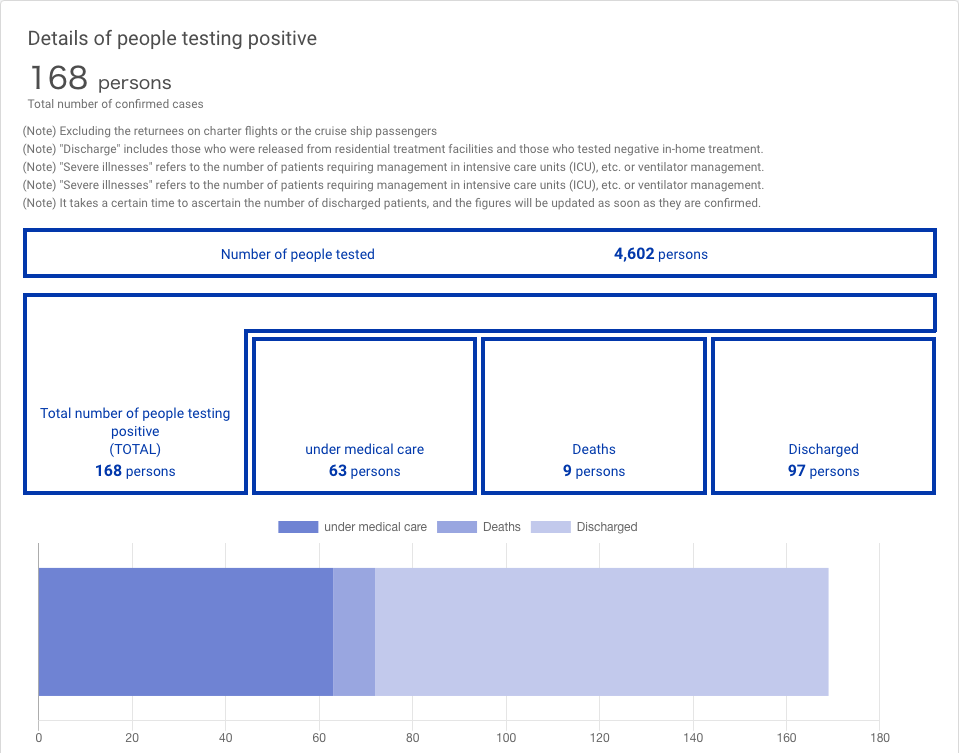 Details of people testing positive
168 persons
Total number of confirmed cases
(Note) Excluding the returnees on charter flights or the cruise ship passengers
(Note) "Discharge" includes those who were released from residential treatment facilities and those who tested negative in-home treatment.
(Note) "Severe illnesses" refers to the number of patients requiring management in intensive care units (ICU), etc. or ventilator management.
(Note) "Severe illnesses" refers to the number of patients requiring management in intensive care units (ICU), etc. or ventilator management.
(Note) It takes a certain time to ascertain the number of discharged patients, and the figures will be updated as soon as they are confirmed.
Number of people tested 4,602 persons
Total number of people testing
positive
(TOTAL)
168 persons
under medical care
63 persons
Deaths
9 persons
Discharged
97 persons
under medical care Deaths Discharged
0 20 40 60 80 100 120 140 160 180